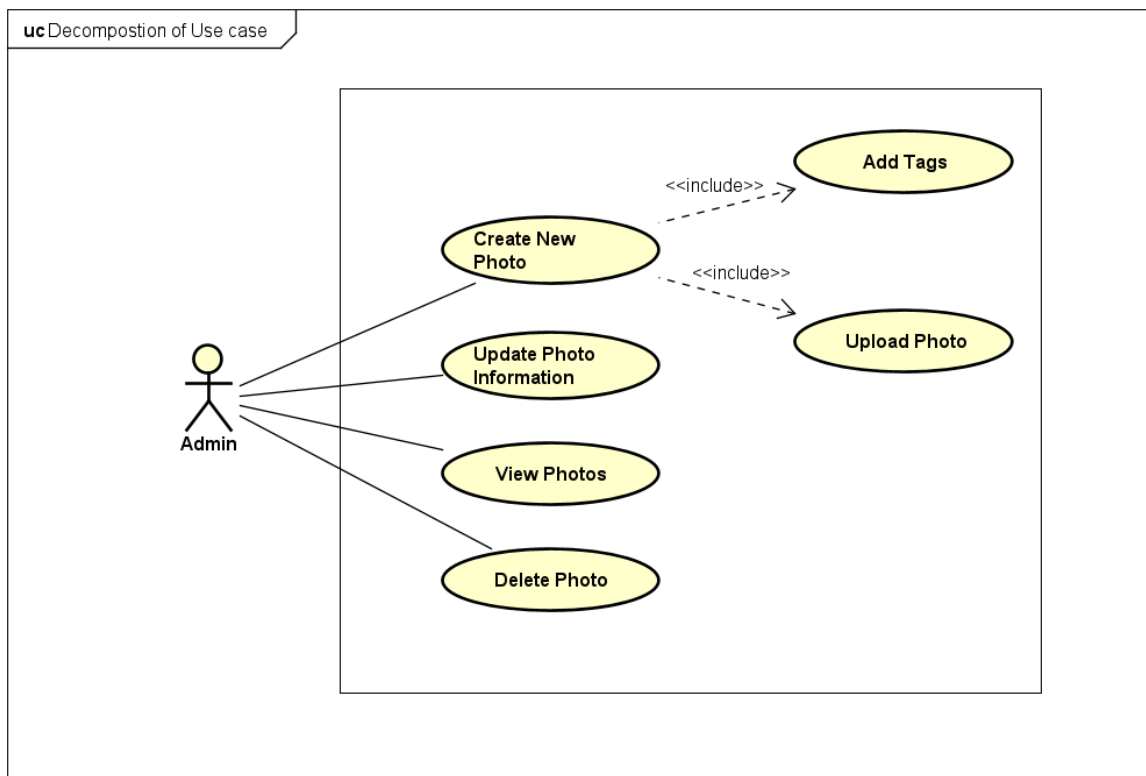 uc Decompostion of Use case
Add Tags
<<include>>
Create New
Photo
<<include>>
Upload Photo
Update Photo
Information
Admin
View Photos
Delete Photo